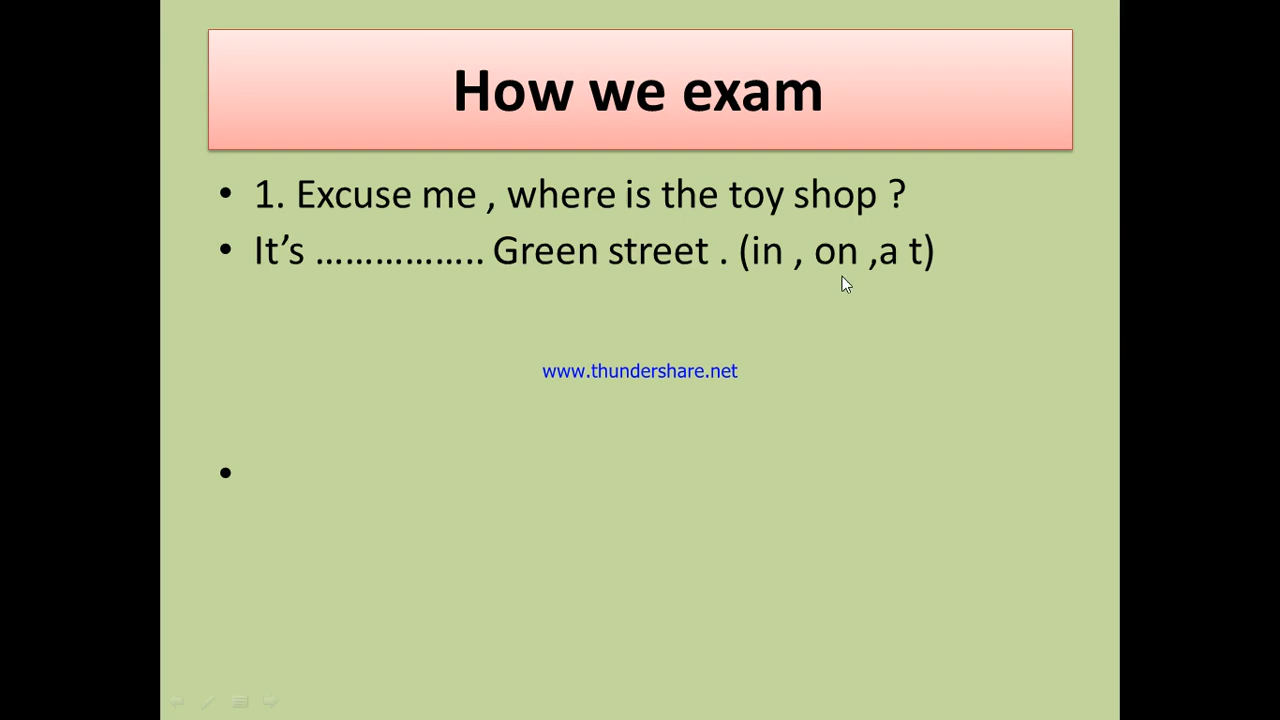 How we exam
• 1. Excuse me , where is the toy shop ?
• It’s …………….. Green street . (in , on ,a t)
www.thundershare.net
•